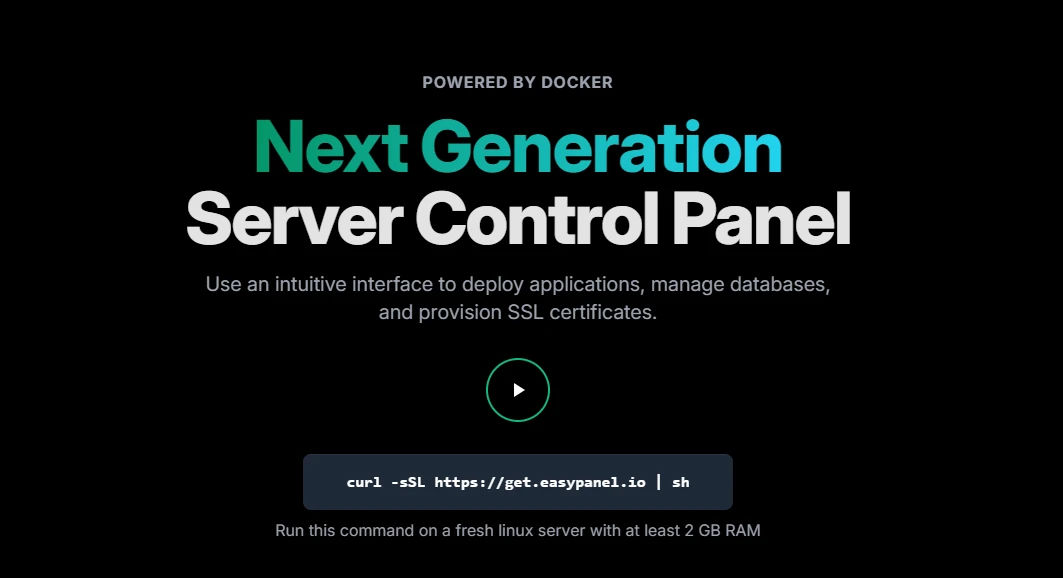 POWERED BY DOCKER
Next Generation
Server Control Panel
Use an intuitive interface to deploy applications, manage databases,
and provision SSL certificates.
curl -sSL https://get.easypanel.io | sh
Run this command on a fresh linux server with at least 2 GB RAM